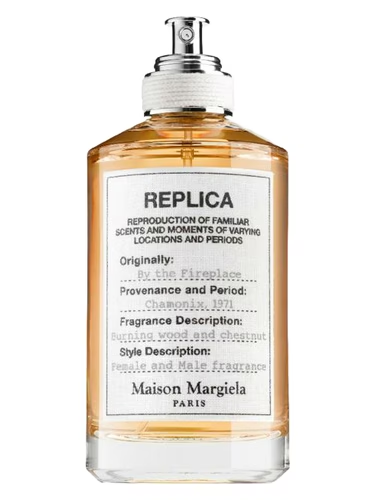 REPLICA
REPRODUCTION OF FAMILIAR
SCENTS AND MOMENTS OF VARYING
LOCATIONS AND PERIODS
Originally:
By the Fireplace
Provenance and Period:
Chamonix, 1971
Fragrance Description:
Burning wood and chestnut
Style Description:
Female and Male fragrance
Maison Margiela
PARIS